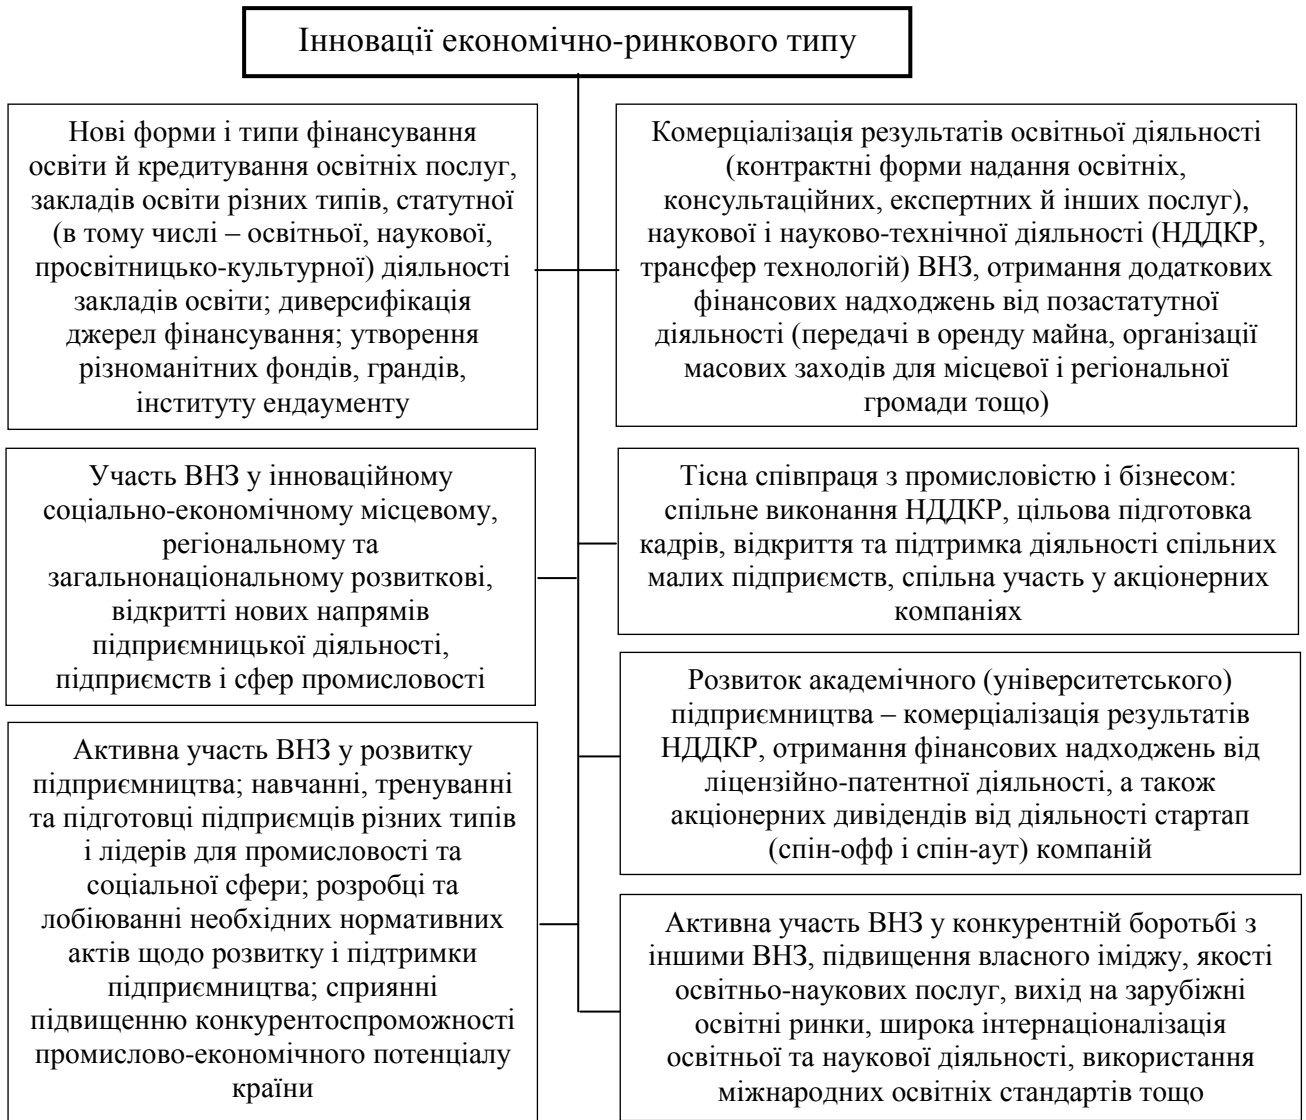 Інновації економічно-ринкового типу
Нові форми і типи фінансування
освіти й кредитування освітніх послуг,
закладів освіти різних типів, статутної
(в тому числі – освітньої, наукової,
просвітницько-культурної) діяльності
закладів освіти; диверсифікація
джерел фінансування; утворення
різноманітних фондів, грандів,
інституту ендаументу
Комерціалізація результатів освітньої діяльності
(контрактні форми надання освітніх,
консультаційних, експертних й інших послуг),
наукової і науково-технічної діяльності (НДДКР,
трансфер технологій) ВНЗ, отримання додаткових
фінансових надходжень від позастатутної
діяльності (передачі в оренду майна, організації
масових заходів для місцевої і регіональної
громади тощо)
Участь ВНЗ у інноваційному
соціально-економічному місцевому,
регіональному та
загальнонаціональному розвиткові,
відкритті нових напрямів
підприємницької діяльності,
підприємств і сфер промисловості
Тісна співпраця з промисловістю і бізнесом:
спільне виконання НДДКР, цільова підготовка
кадрів, відкриття та підтримка діяльності спільних
малих підприємств, спільна участь у акціонерних
компаніях
Розвиток академічного (університетського)
підприємництва – комерціалізація результатів
НДДКР, отримання фінансових надходжень від
ліцензійно-патентної діяльності, а також
акціонерних дивідендів від діяльності стартап
(спін-офф і спін-аут) компаній
Активна участь ВНЗ у розвитку
підприємництва; навчанні, тренуванні
та підготовці підприємців різних типів
і лідерів для промисловості та
соціальної сфери; розробці та
лобіюванні необхідних нормативних
актів щодо розвитку і підтримки
підприємництва; сприянні
підвищенню конкурентоспроможності
промислово-економічного потенціалу
країни
Активна участь ВНЗ у конкурентній боротьбі з
іншими ВНЗ, підвищення власного іміджу, якості
освітньо-наукових послуг, вихід на зарубіжні
освітні ринки, широка інтернаціоналізація
освітньої та наукової діяльності, використання
міжнародних освітніх стандартів тощо